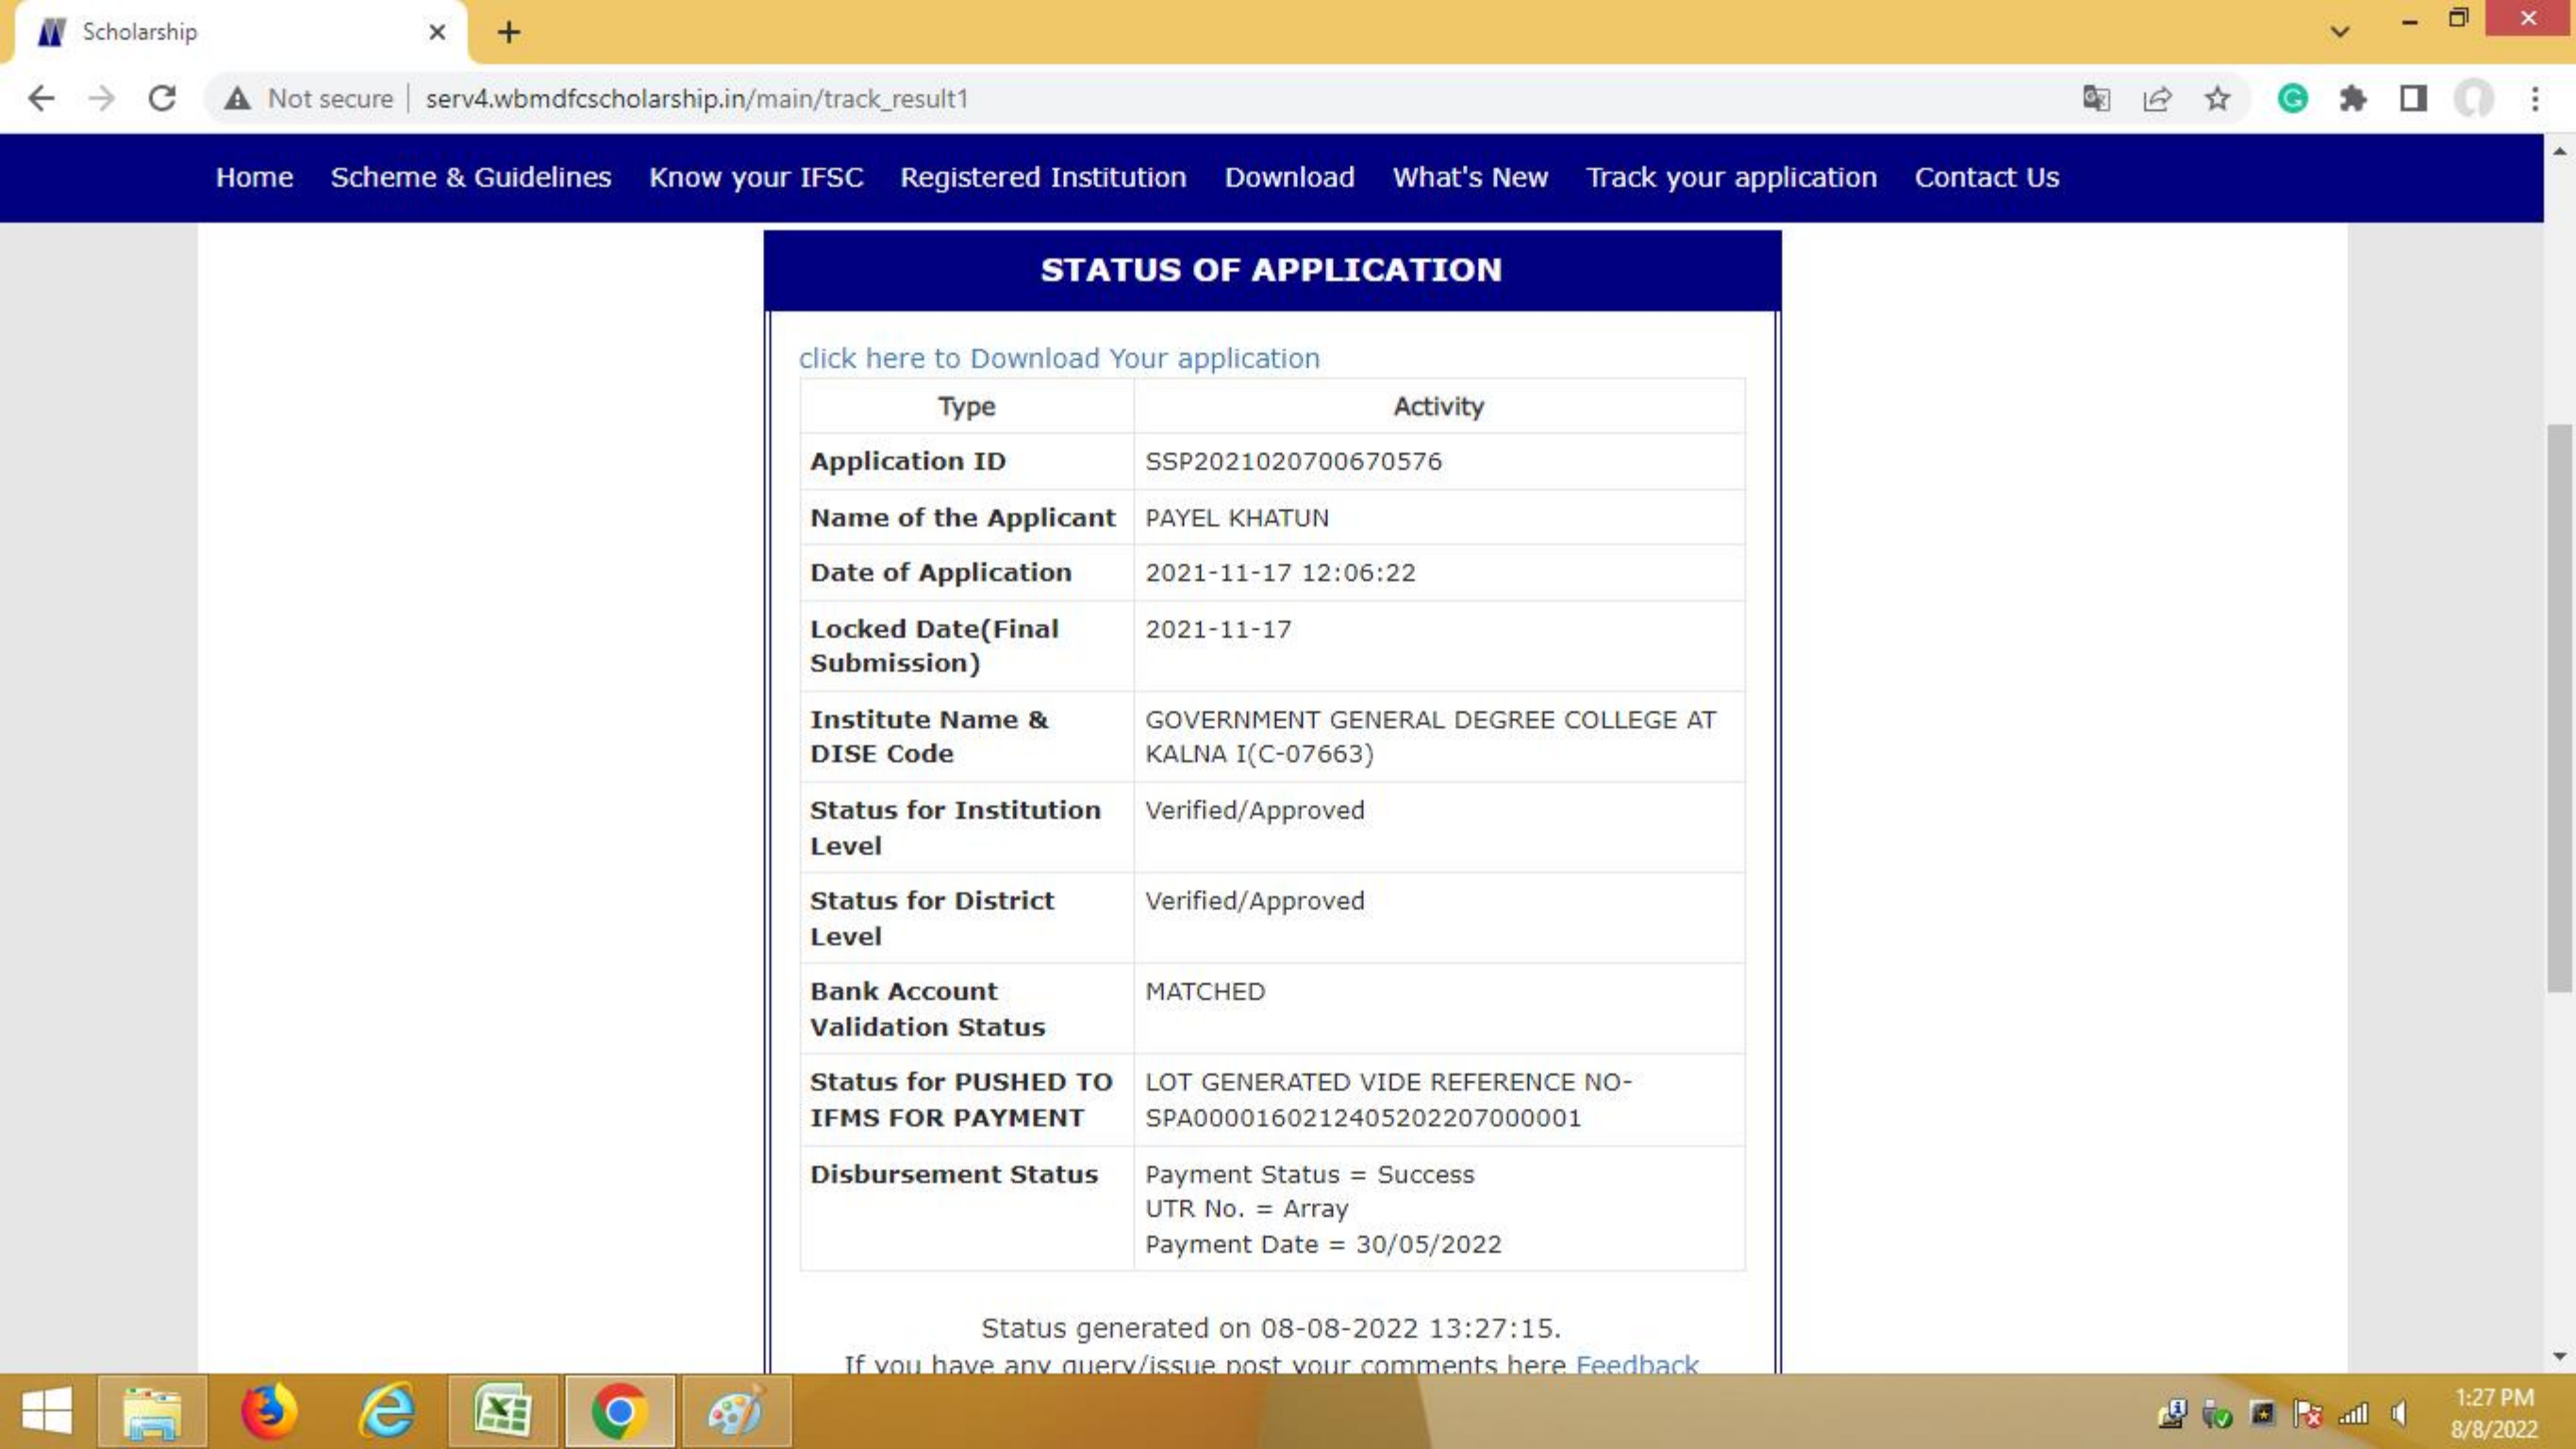 Scholarship
Not secure serv4.wbmdfcscholarship.in/main/track_result1
Home Scheme & Guidelines Know your IFSC Registered Institution Download What's New Track your application Contact Us
STATUS OF APPLICATION
click here to Download Your application
Type Activity
Application ID SSP2021020700670576
Name of the Applicant PAYEL KHATUN
Date of Application 2021-11-17 12:06:22
Locked Date(Final 2021-11-17
Submission)
Institute Name & GOVERNMENT GENERAL DEGREE COLLEGE AT
DISE Code KALNA I(C-07663)
Status for Institution Verified/Approved
Level
Status for District Verified/Approved
Level
Bank Account MATCHED
Validation Status
Status for PUSHED TO LOT GENERATED VIDE REFERENCE NO-
IFMS FOR PAYMENT SPA0000160212405202207000001
Disbursement Status Payment Status = Success
UTR No. = Array
Payment Date = 30/05/2022
Status generated on 08-08-2022 13:27:15.
If you have any query/issue post your comments here Feedback
1:27 PM
8/8/2022